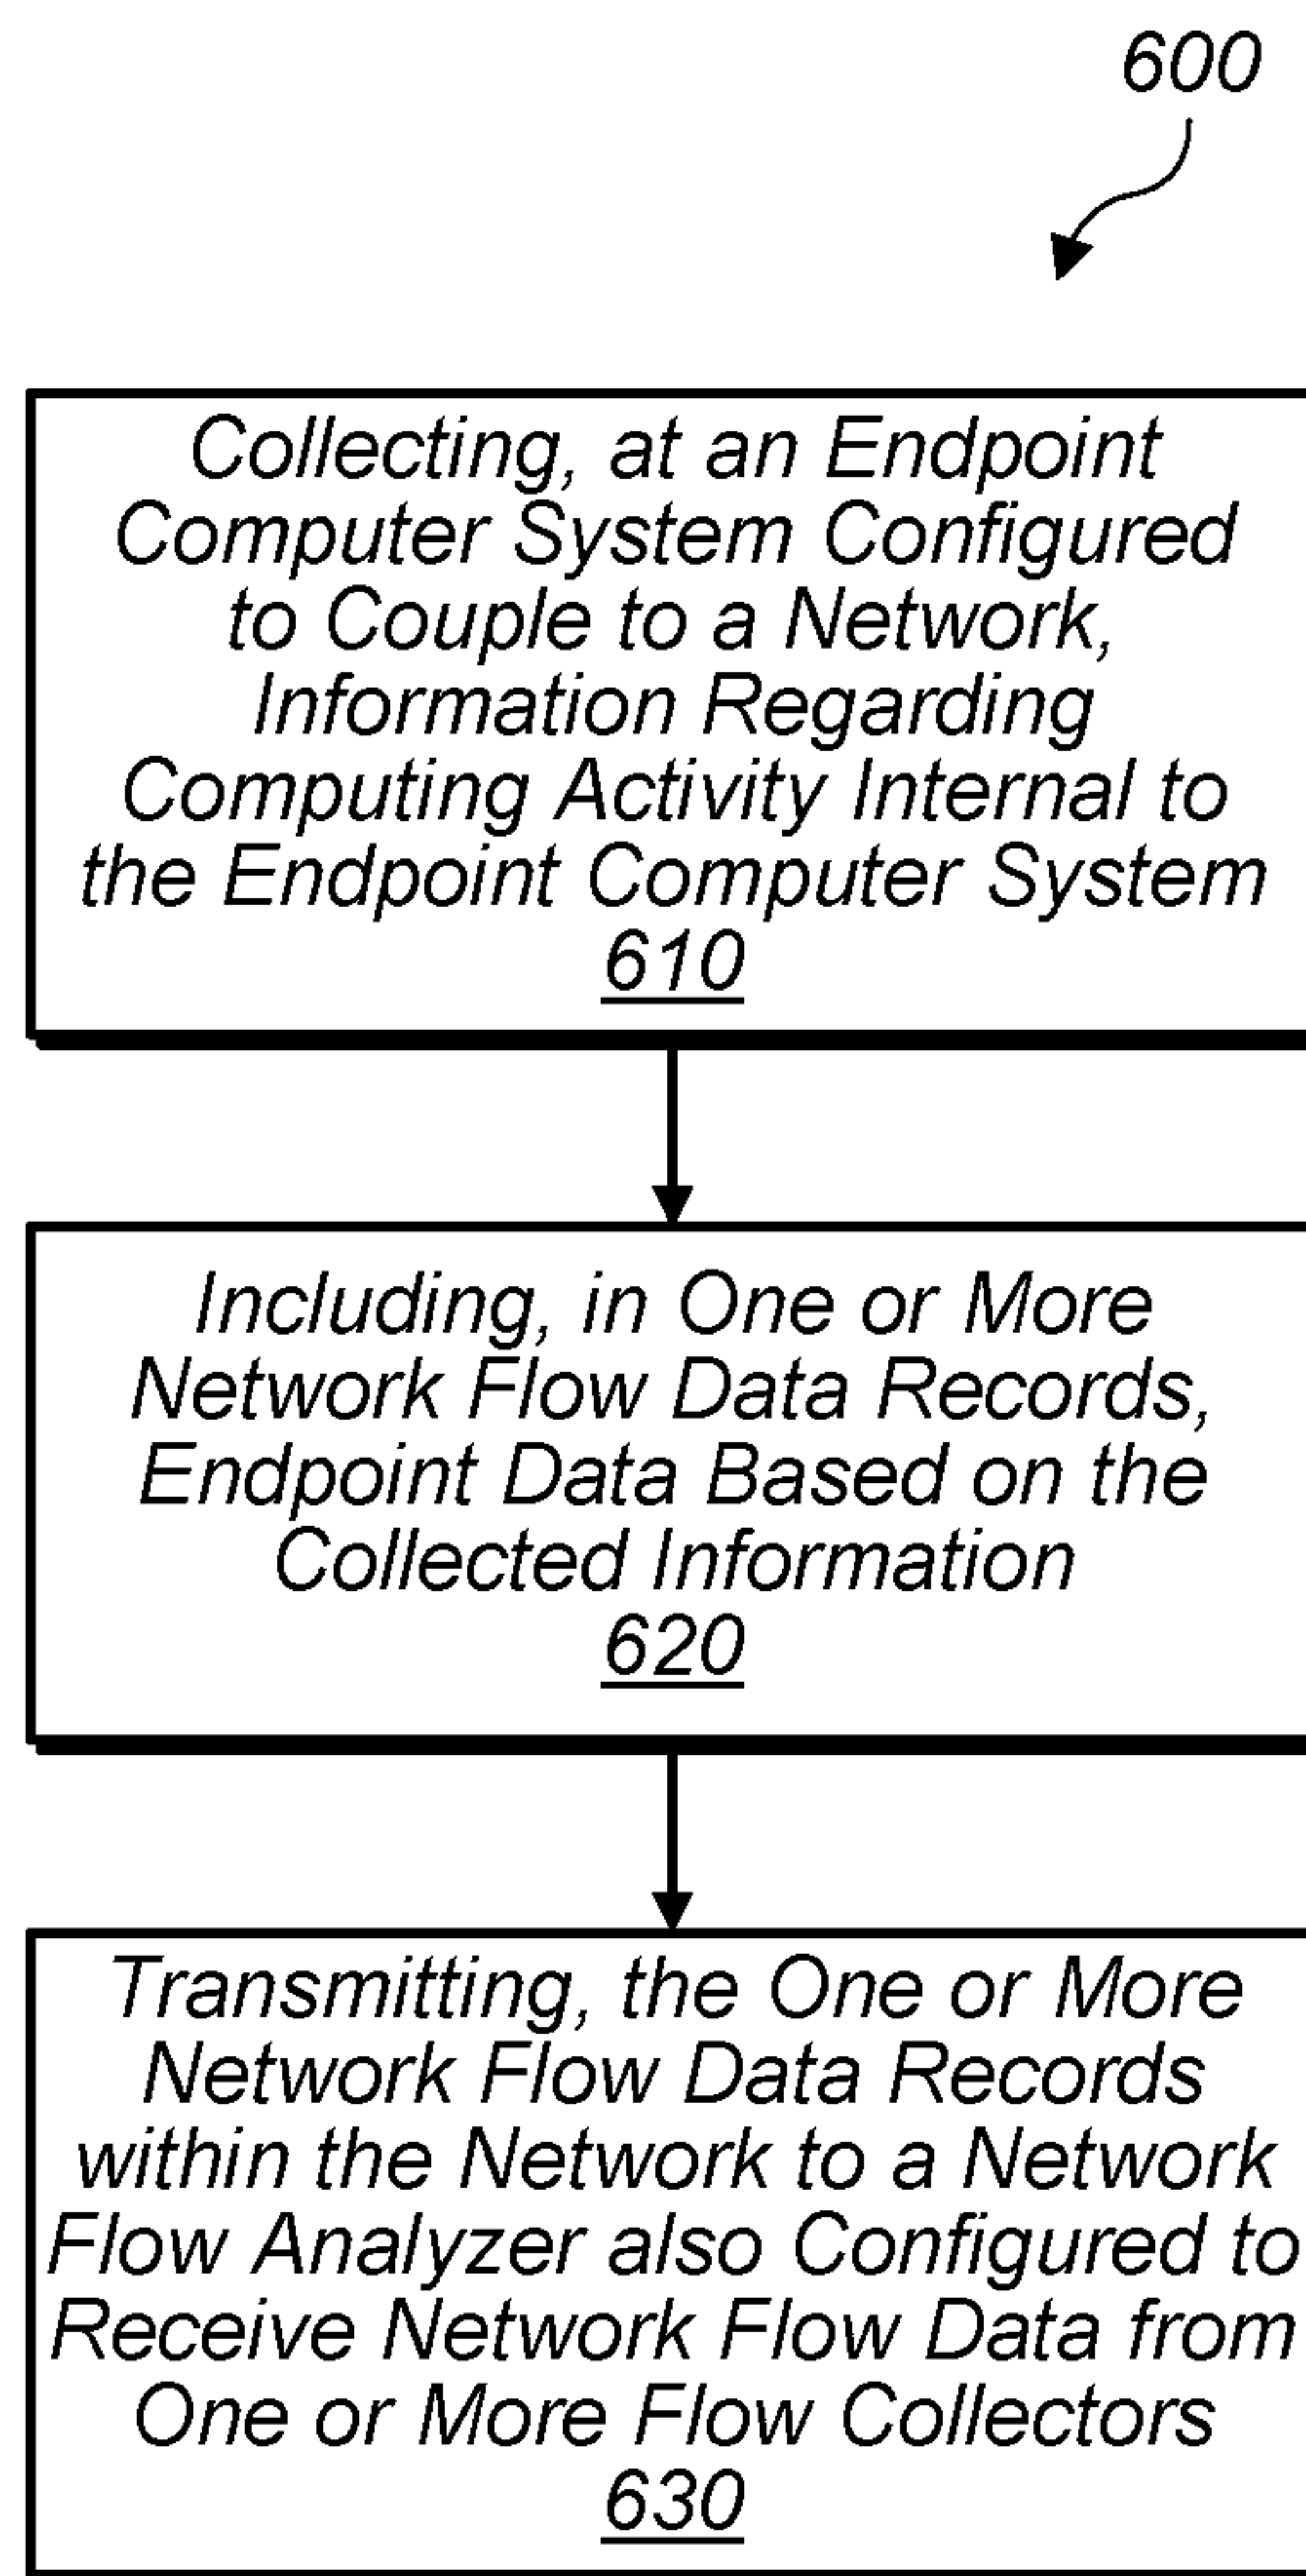 600
Collecting, at an Endpoint
Computer System Configured
to Couple to a Network,
Information Regarding
Computing Activity Internal to
the Endpoint Computer System
610
Including, in One or More
Network Flow Data Records,
Endpoint Data Based on the
Collected Information
620
Transmitting, the One or More
Network Flow Data Records
within the Network to a Network
Flow Analyzer also Configured to
Receive Network Flow Data from
One or More Flow Collectors
630